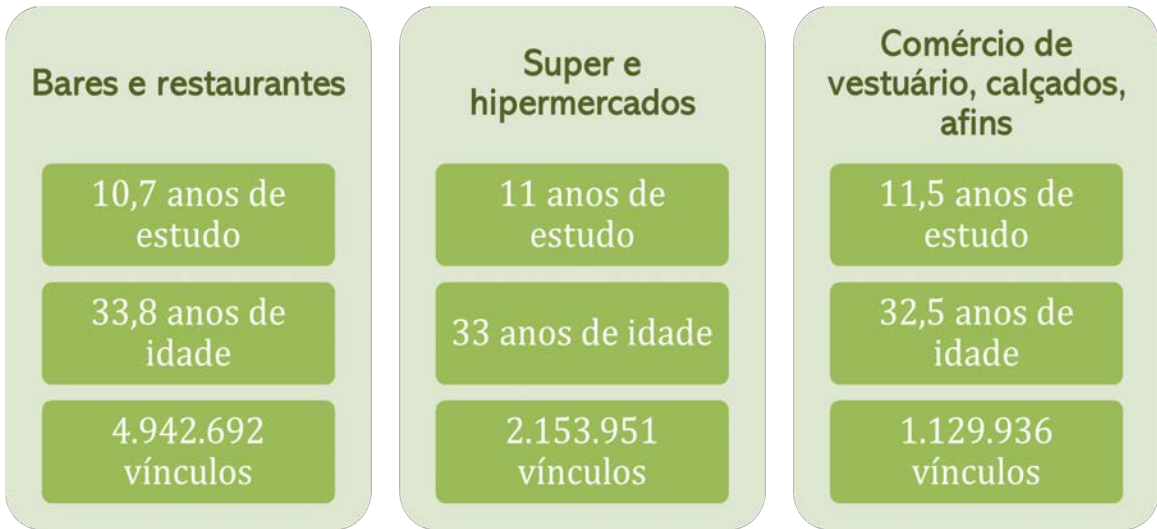 Bares e restaurantes
10,7 anos de
estudo
33,8 anos de
idade
4.942.692
vínculos
Super e
hipermercados
11 anos de
estudo
33 anos de idade
2.153.951
vínculos
Comércio de
vestuário, calçados,
afins
11,5 anos de
estudo
32,5 anos de
idade
1.129.936
vínculos